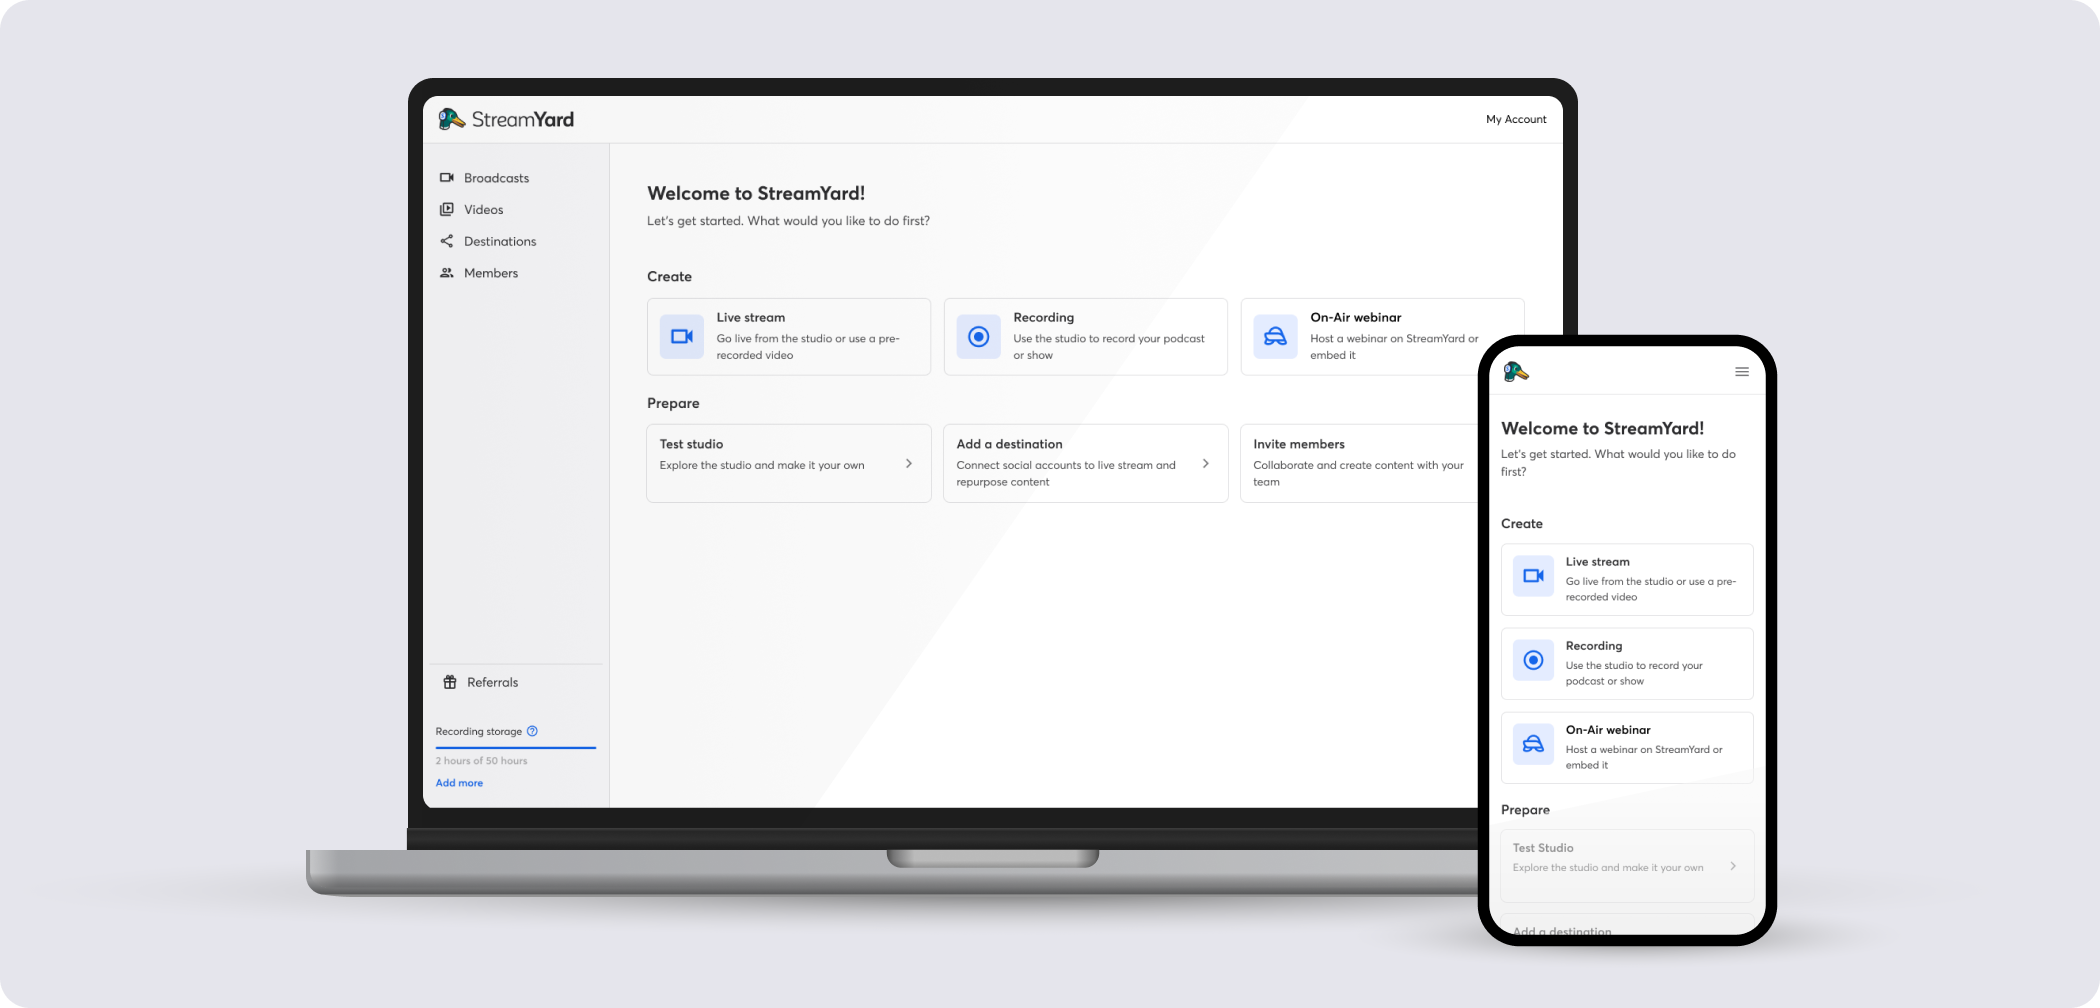 StreamYard
My Account
Broadcasts
Videos
Destinations
Members
Welcome to StreamYard!
Let's get started. What would you like to do first?
Create
Live stream
Go live from the studio or use a pre-
recorded video
Recording
Use the studio to record your podcast
or show
On-Air webinar
Host a webinar on StreamYard or
embed it
Prepare
Test studio
Explore the studio and make it your own
Add a destination
Connect social accounts to live stream and
repurpose content
Invite members
Collaborate and create content with your
team
Referrals
Recording storage
2 hours of 50 hours
Add more
Welcome to StreamYard!
Let's get started. What would you like to do
first?
Create
Live stream
Go live from the studio or use a pre-
recorded video
Recording
Use the studio to record your
podcast or show
On-Air webinar
Host a webinar on StreamYard or
embed it
Prepare
Test Studio
Explore the studio and make it your own
Add a destination